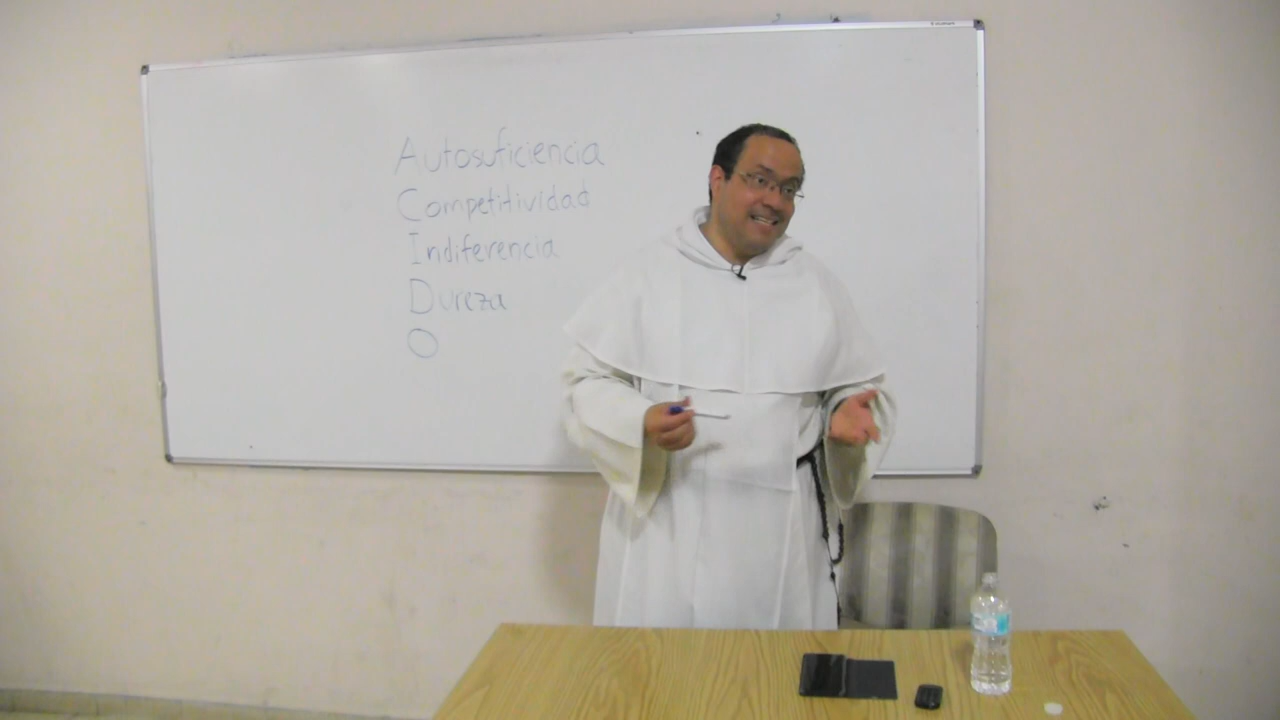 Autosuficiencia
Competitividad
Indiferencia
Dureza
O